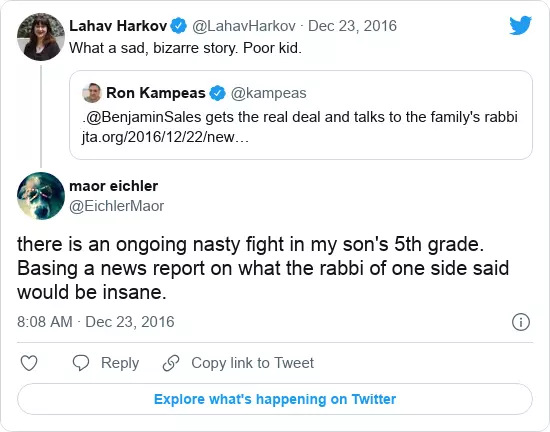 Lahav Harkov @LahavHarkov · Dec 23, 2016
What a sad, bizarre story. Poor kid.
Ron Kampeas @kampeas
.@BenjaminSales gets the real deal and talks to the family's rabbi
jta.org/2016/12/22/new…
maor eichler
@EichlerMaor
there is an ongoing nasty fight in my son's 5th grade.
Basing a news report on what the rabbi of one side said
would be insane.
8:08 AM · Dec 23, 2016
Reply Copy link to Tweet
Explore what's happening on Twitter